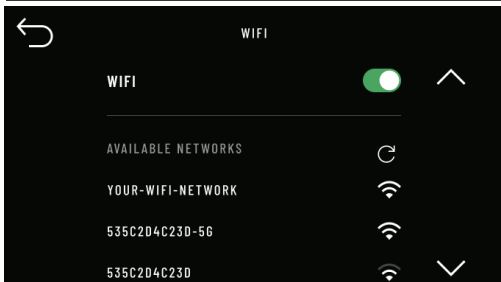 WIFI
WIFI
AVAILABLE NETWORKS
YOUR-WIFI-NETWORK
535C2D4C23D-5G
535C2D4C23D